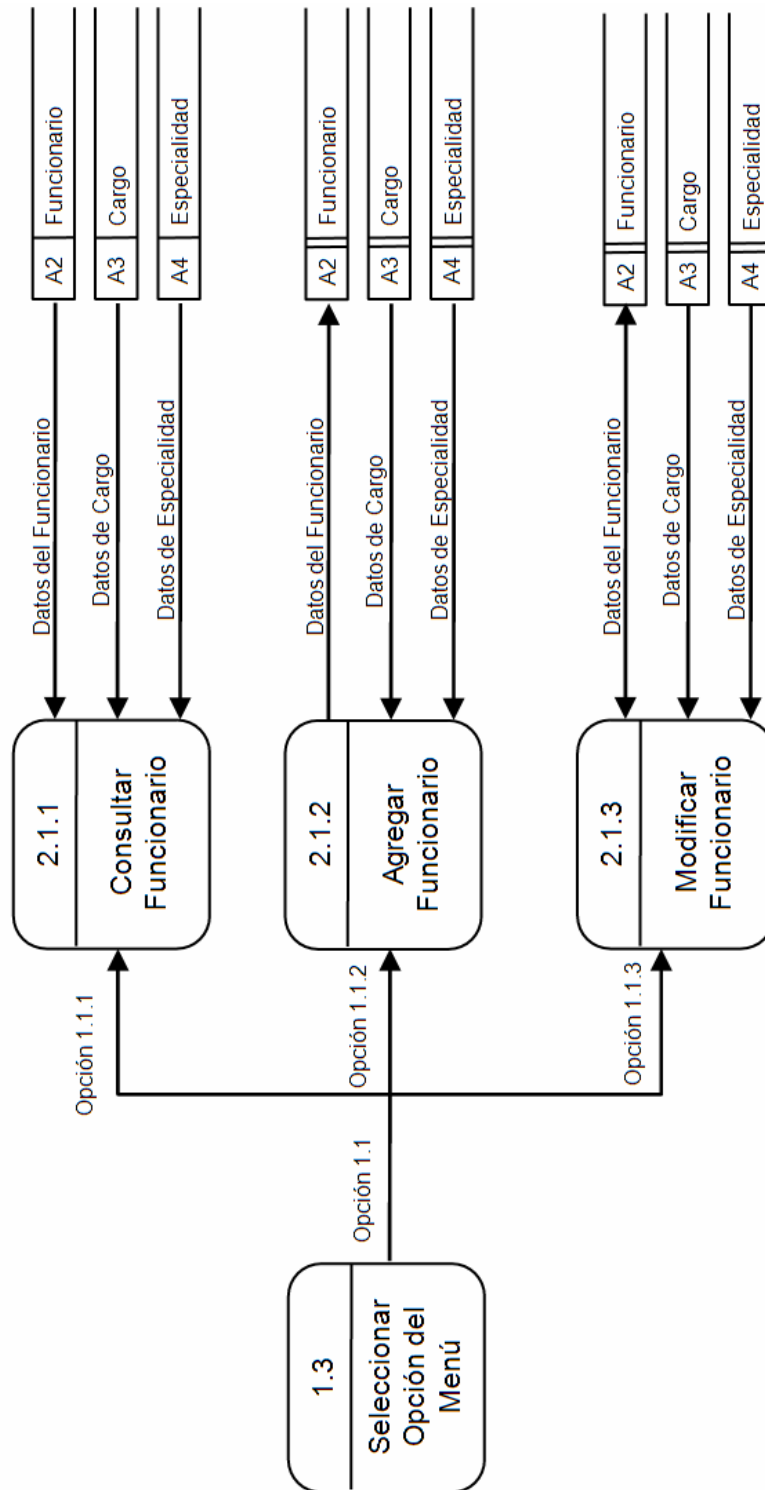 1.3
Seleccionar
Opción del
Menú
Opción 1.1
Opción 1.1.1
Opción 1.1.2
Opción 1.1.3
2.1.1
Consultar
Funcionario
Datos del Funcionario
Datos de Cargo
Datos de Especialidad
A2 Funcionario
A3 Cargo
A4 Especialidad
2.1.2
Agregar
Funcionario
Datos del Funcionario
Datos de Cargo
Datos de Especialidad
A2 Funcionario
A3 Cargo
A4 Especialidad
2.1.3
Modificar
Funcionario
Datos del Funcionario
Datos de Cargo
Datos de Especialidad
A2 Funcionario
A3 Cargo
A4 Especialidad